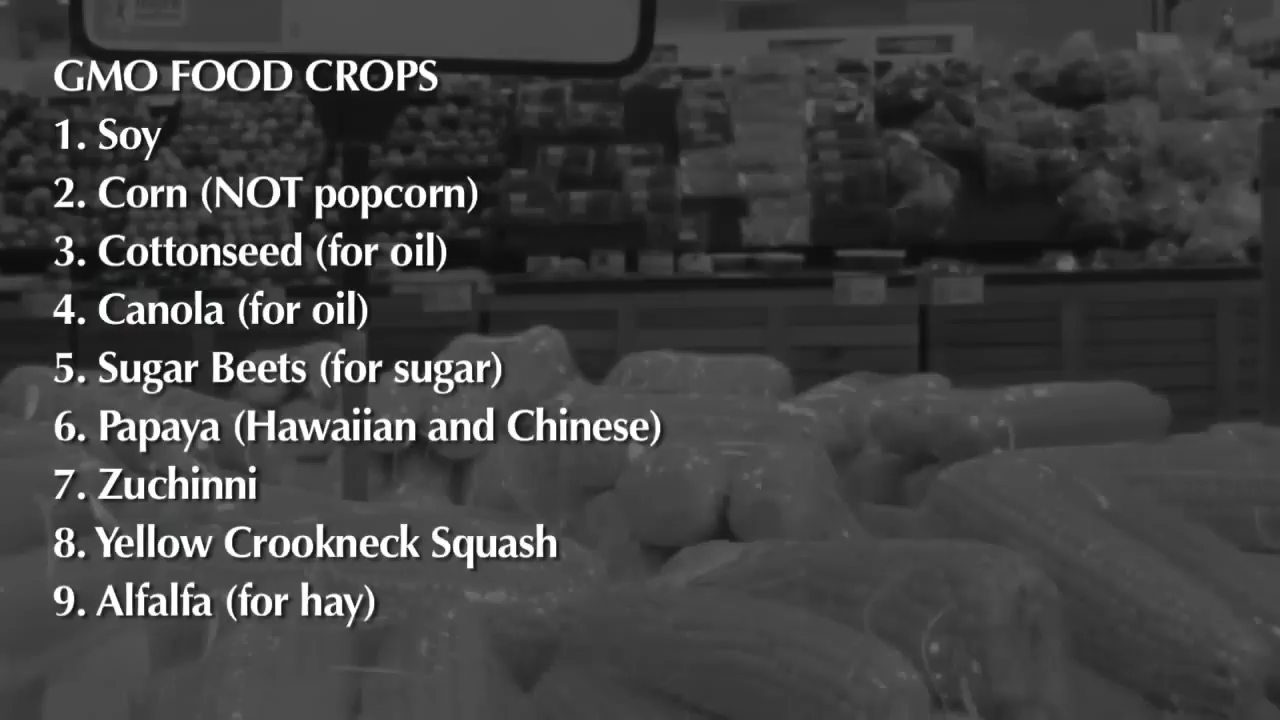 GMO FOOD CROPS
1. Soy
2. Corn (NOT popcorn)
3. Cottonseed (for oil)
4. Canola (for oil)
5. Sugar Beets (for sugar)
6. Papaya (Hawaiian and Chinese)
7. Zuchinni
8. Yellow Crookneck Squash
9. Alfalfa (for hay)